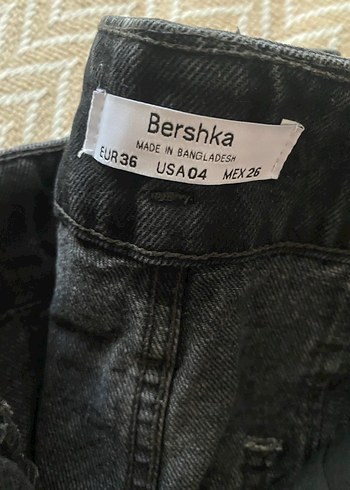 Bershka
MADE IN BANGLADESH
EUR 36 USA 04 MEX 26